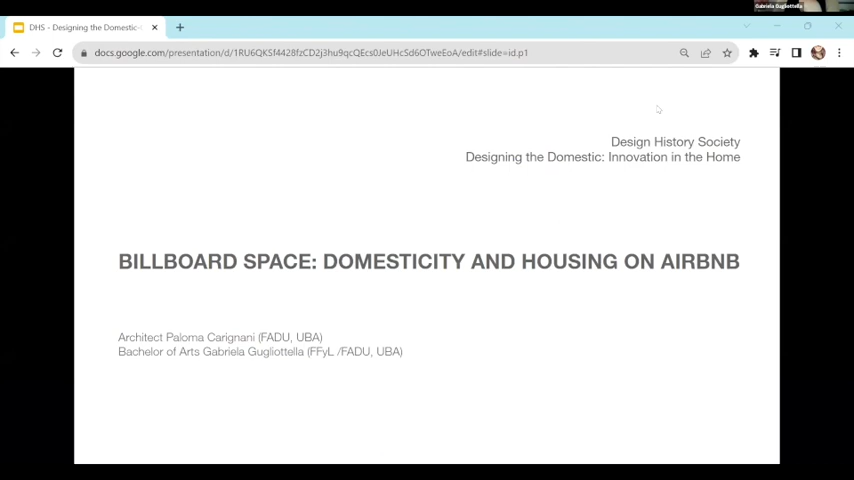 Gabriela Gugliottella
DHS - Designing the Domestic-
docs.google.com/presentation/d/1RU6QKSf4428fzCD2j3hu9qcQEcs0JeUHcSd6OTweEoA/edit#slide=id.p1
Design History Society
Designing the Domestic: Innovation in the Home
BILLBOARD SPACE: DOMESTICITY AND HOUSING ON AIRBNB
Architect Paloma Carignani (FADU, UBA)
Bachelor of Arts Gabriela Gugliottella (FFyL /FADU, UBA)